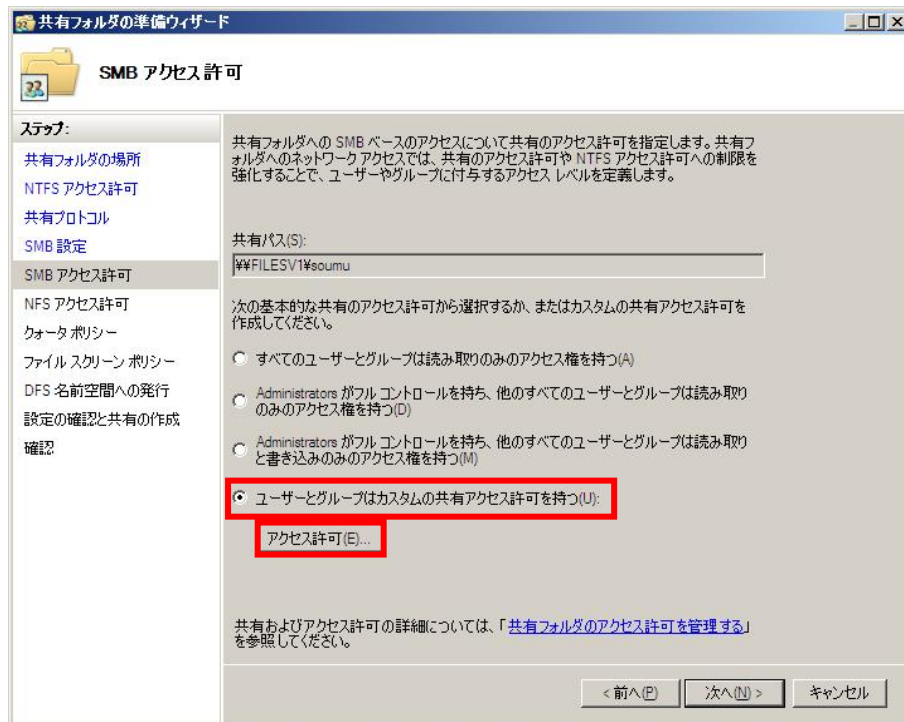 共有フォルダの準備ウィザード
SMB アクセス許可
ステップ:
共有フォルダの場所
NTFS アクセス許可
共有プロトコル
SMB 設定
SMB アクセス許可
NFS アクセス許可
クォータ ポリシー
ファイル スクリーン ポリシー
DFS 名前空間への発行
設定の確認と共有の作成
確認
共有フォルダへの SMB ベースのアクセスについて共有のアクセス許可を指定します。共有フ
ォルダへのネットワーク アクセスでは、共有のアクセス許可や NTFS アクセス許可への制限を
強化することで、ユーザーやグループに付与するアクセス レベルを定義します。
共有パス(S):
¥¥FILESV1¥soumu
次の基本的な共有のアクセス許可から選択するか、またはカスタムの共有アクセス許可を
作成してください。
すべてのユーザーとグループは読み取りのみのアクセス権を持つ(A)
Administrators がフル コントロールを持ち、他のすべてのユーザーとグループは読み取り
のみのアクセス権を持つ(D)
Administrators がフル コントロールを持ち、他のすべてのユーザーとグループは読み取り
と書き込みのみのアクセス権を持つ(M)
ユーザーとグループはカスタムの共有アクセス許可を持つ(U):
アクセス許可(E)...
共有およびアクセス許可の詳細については、「共有フォルダのアクセス許可を管理する」
を参照してください。
< 前へ(P)
次へ(N) >
キャンセル